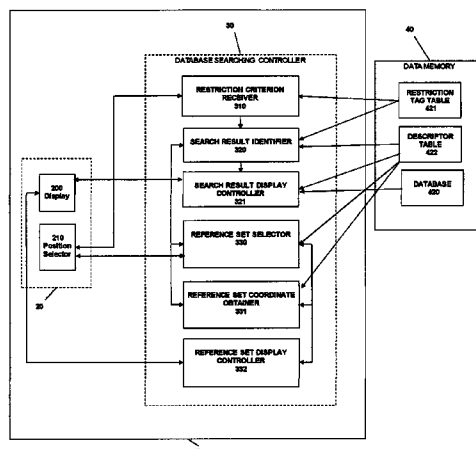 30
DATABASE SEARCHING CONTROLLER
RESTRICTION CRITERION
RECEIVER
310
SEARCH RESULT IDENTIFIER
320
SEARCH RESULT DISPLAY
CONTROLLER
321
REFERENCE SET SELECTOR
330
REFERENCE SET COORDINATE
OBTAINER
331
REFERENCE SET DISPLAY
CONTROLLER
332
200
Display
210
Position
Selector
20
40
DATA MEMORY
RESTRICTION
TAG TABLE
421
DESCRIPTOR
TABLE
422
DATABASE
420